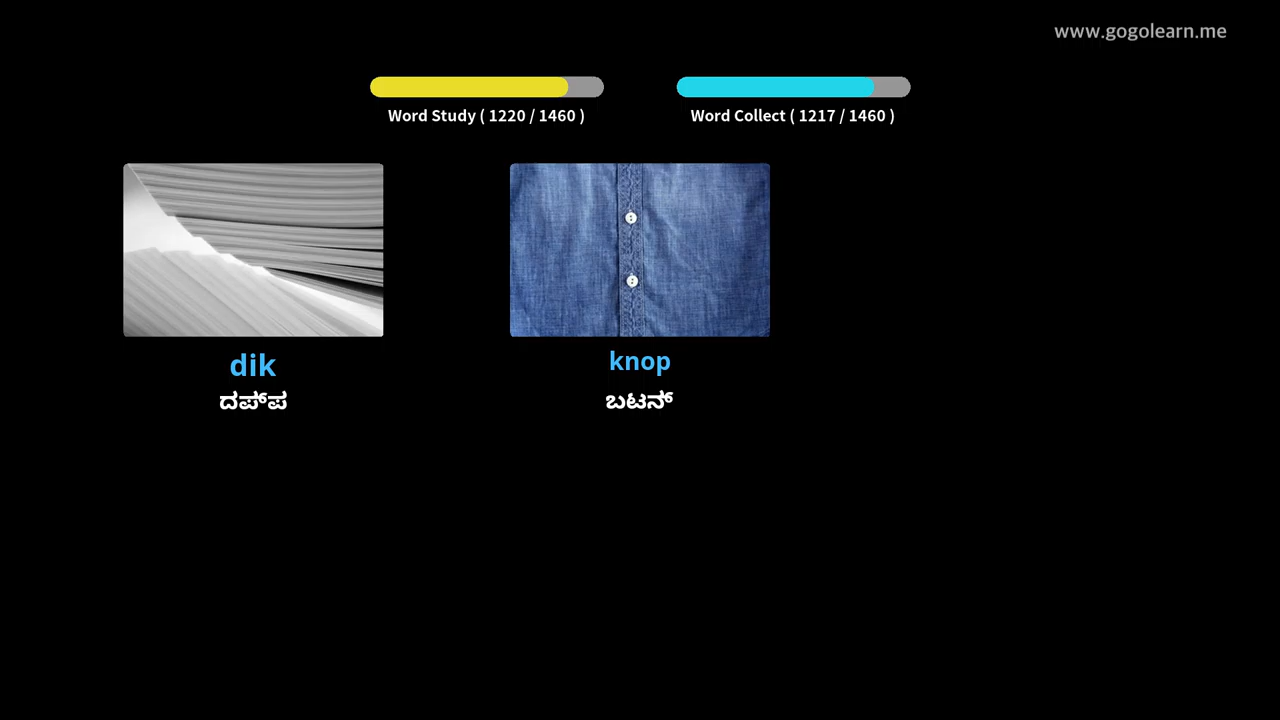 www.gogolearn.me
Word Study ( 1220 / 1460 )
Word Collect ( 1217 / 1460 )
dik
ದಪ್ಪ
knop
ಬಟನ್